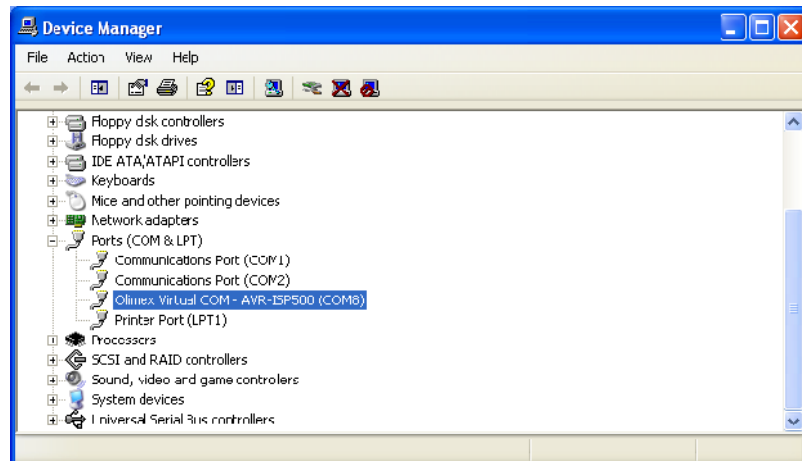 Device Manager
File Action View Help
Floppy disk controllers
Floppy disk drives
IDE ATA/ATAPI controllers
Keyboards
Mice and other pointing devices
Network adapters
Ports (COM & LPT)
Communications Port (COM1)
Communications Port (COM2)
Olimex Virtual COM - AVR-ISP500 (COM8)
Printer Port (LPT1)
Processors
SCSI and RAID controllers
Sound, video and game controllers
System devices
Universal Serial Bus controllers